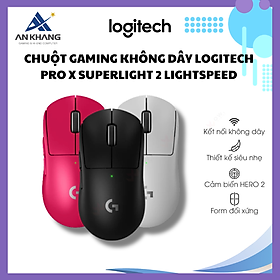 AN KHANG
logitech
CHUỘT GAMING KHÔNG DÂY LOGITECH
PRO X SUPERLIGHT 2 LIGHTSPEED
Kết nối không dây
Thiết kế siêu nhẹ
Cảm biến HERO 2
Form đối xứng